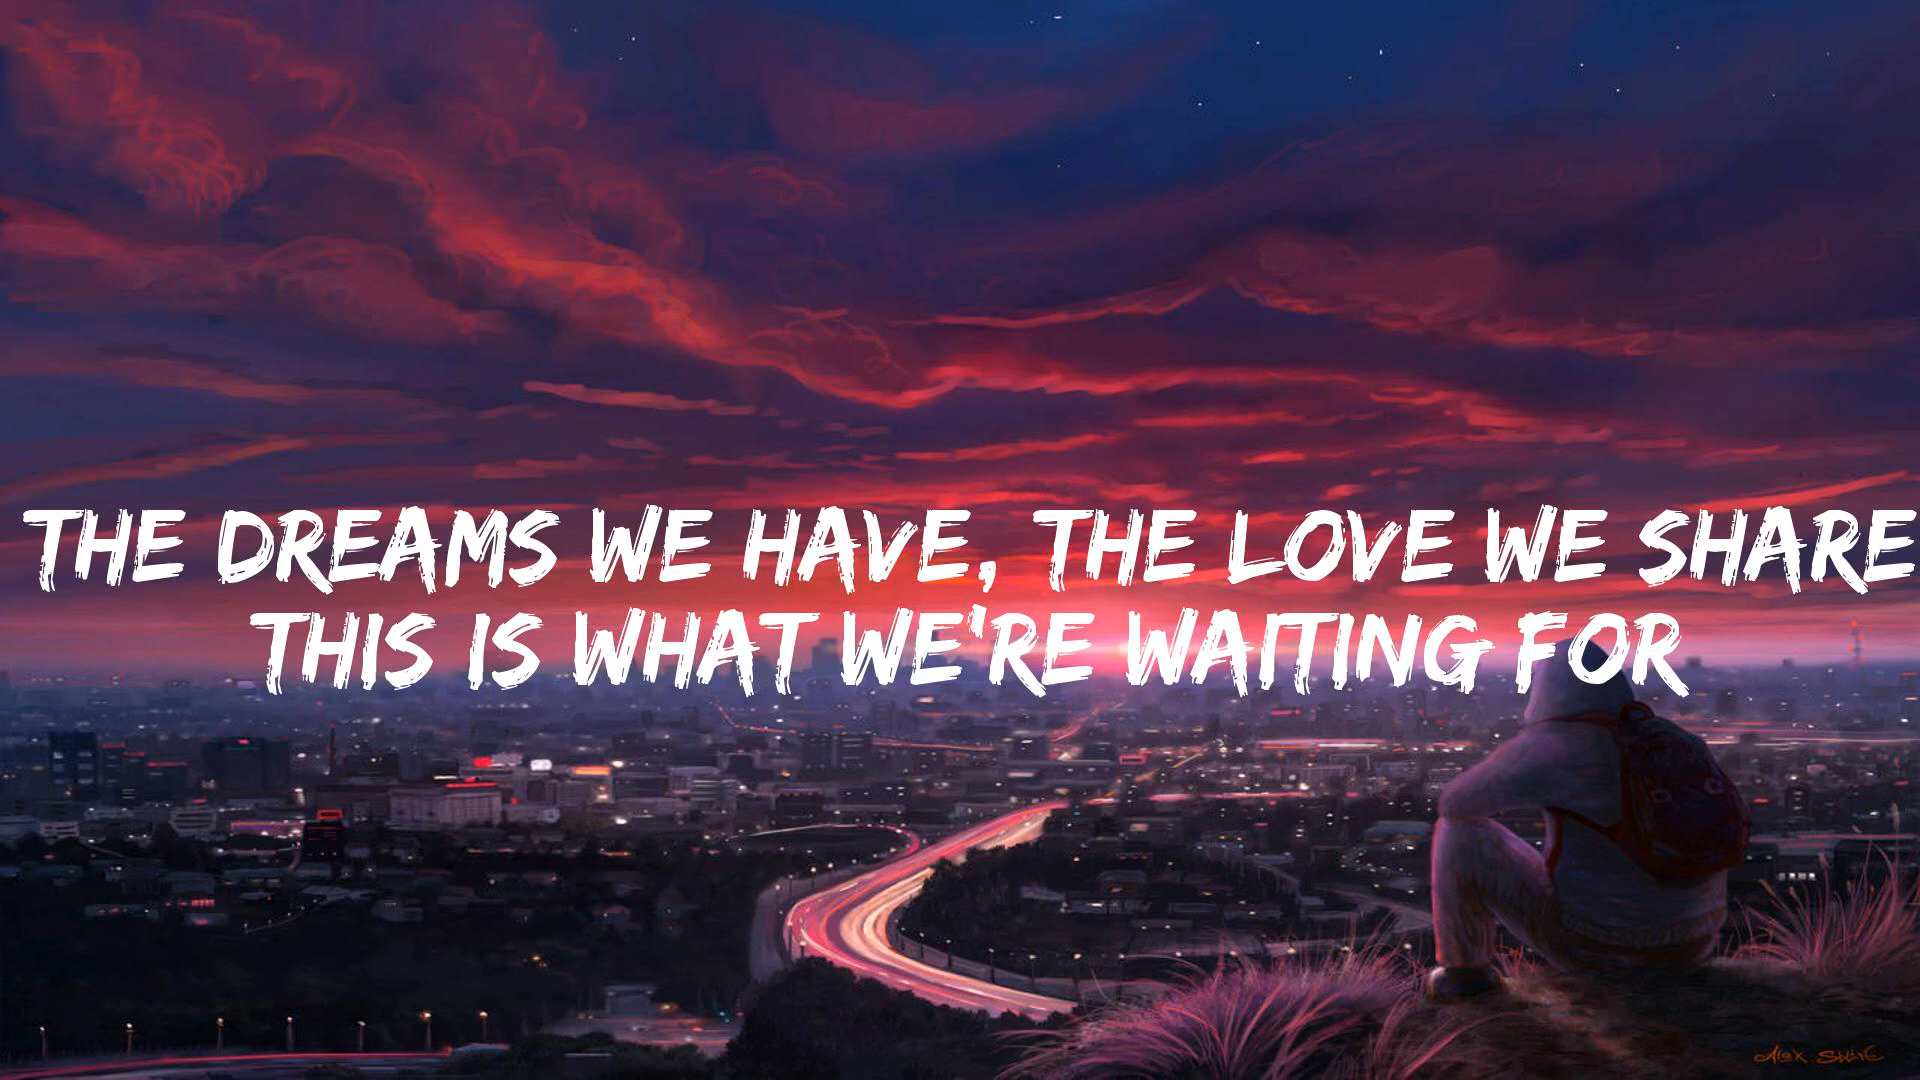 THE DREAMS WE HAVE, THE LOVE WE SHARE
THIS IS WHAT WE'RE WAITING FOR